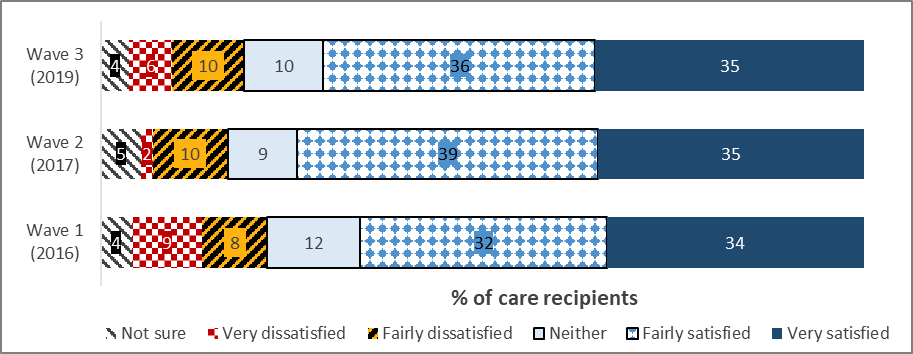 Wave 3
(2019)
4 6 10 10 36 35
Wave 2
(2017)
5 2 10 9 39 35
Wave 1
(2016)
4 9 8 12 32 34
% of care recipients
Not sure Very dissatisfied Fairly dissatisfied Neither Fairly satisfied Very satisfied